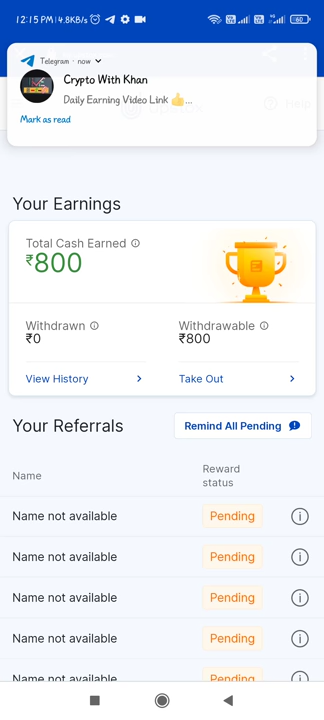 12:15 PM | 4.8KB/s
60
Telegram · now
Crypto With Khan
Daily Earning Video Link 👍...
Mark as read
Help
Your Earnings
Total Cash Earned
₹800
Withdrawn
₹0
Withdrawable
₹800
View History
Take Out
Your Referrals
Remind All Pending
Name
Reward
status
Name not available
Pending
Name not available
Pending
Name not available
Pending
Name not available
Pending
Name not available
Pending